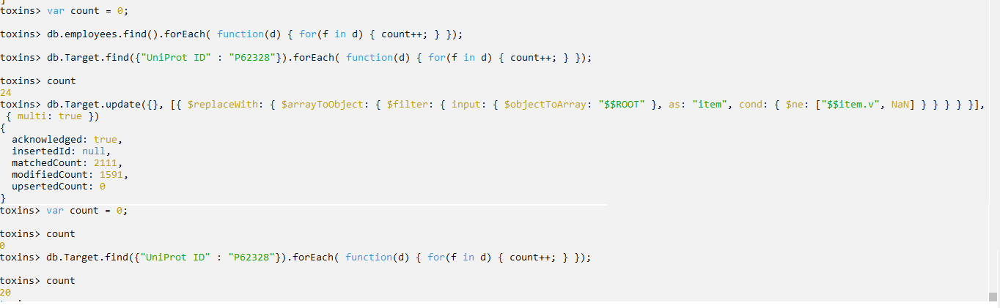 toxins> var count = 0;
toxins> db.employees.find().forEach( function(d) { for(f in d) { count++; } });
toxins> db.Target.find({"UniProt ID" : "P62328"}).forEach( function(d) { for(f in d) { count++; } });
toxins> count
24
toxins> db.Target.update({}, [{ $replaceWith: { $arrayToObject: { $filter: { input: { $objectToArray: "$$ROOT" }, as: "item", cond: { $ne: ["$$item.v", NaN] } } } } }],
{ multi: true })
{
acknowledged: true,
insertedId: null,
matchedCount: 2111,
modifiedCount: 1591,
upsertedCount: 0
}
toxins> var count = 0;
toxins> count
0
toxins> db.Target.find({"UniProt ID" : "P62328"}).forEach( function(d) { for(f in d) { count++; } });
toxins> count
20